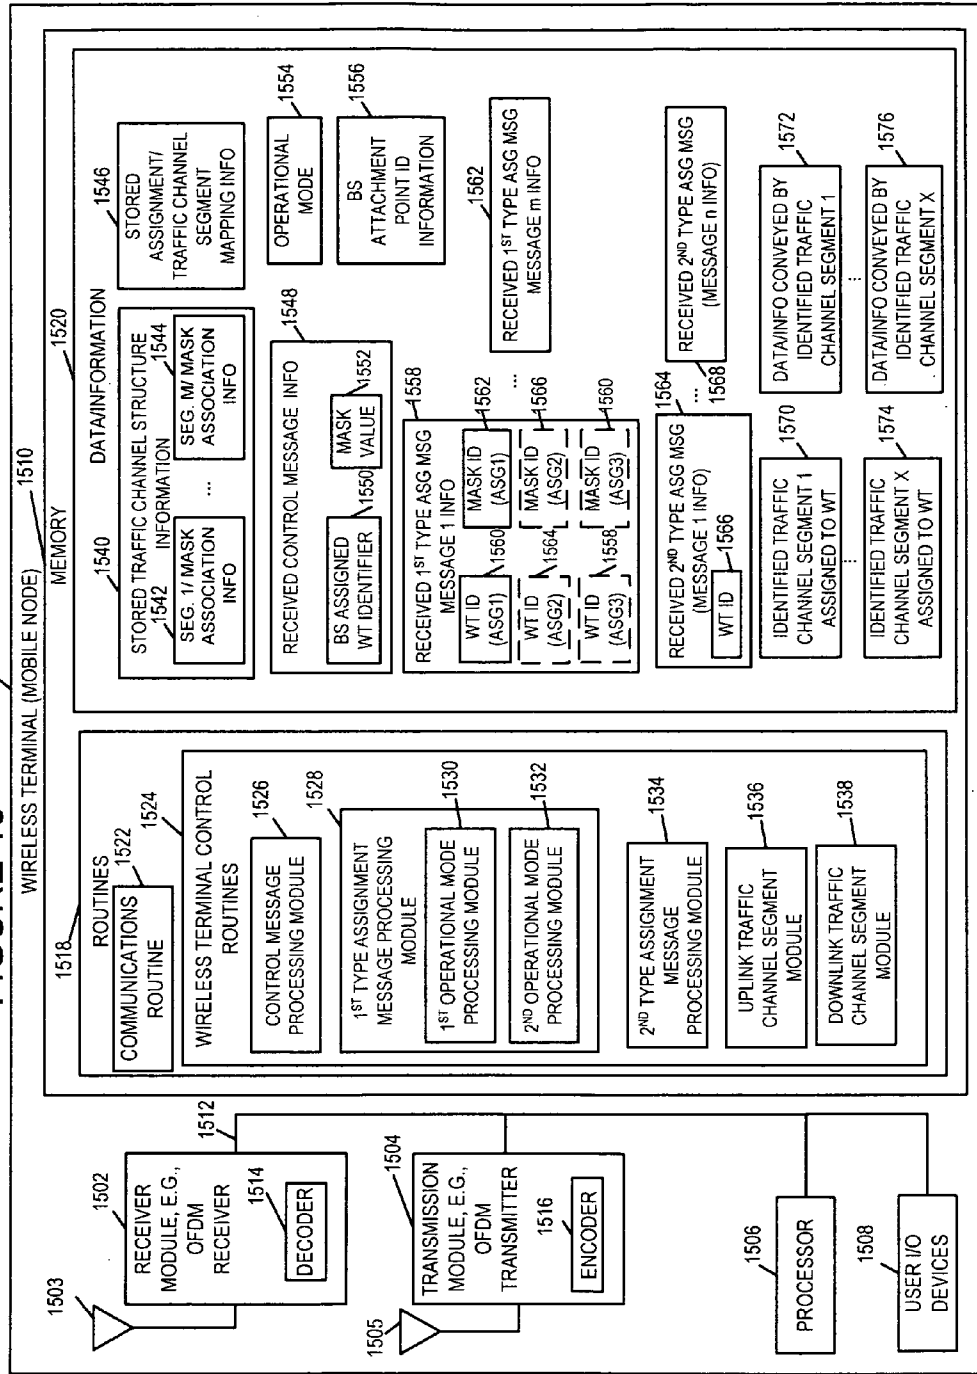 WIRELESS TERMINAL (MOBILE NODE)
1510
1503
1502
RECEIVER
MODULE, E.G.,
OFDM
RECEIVER
1514
DECODER
1512
1505
1504
TRANSMISSION
MODULE, E.G.,
OFDM
TRANSMITTER
1516
ENCODER
1506
PROCESSOR
1508
USER I/O
DEVICES
MEMORY
1520
1518
ROUTINES
1522
COMMUNICATIONS
ROUTINE
1524
WIRELESS TERMINAL CONTROL
ROUTINES
1526
CONTROL MESSAGE
PROCESSING MODULE
1528
1ST TYPE ASSIGNMENT
MESSAGE PROCESSING
MODULE
1530
1ST OPERATIONAL MODE
PROCESSING MODULE
1532
2ND OPERATIONAL MODE
PROCESSING MODULE
1534
2ND TYPE ASSIGNMENT
MESSAGE
PROCESSING MODULE
1536
UPLINK TRAFFIC
CHANNEL SEGMENT
MODULE
1538
DOWNLINK TRAFFIC
CHANNEL SEGMENT
MODULE
DATA/INFORMATION
1540
STORED TRAFFIC CHANNEL STRUCTURE
INFORMATION
1542
SEG. 1/ MASK
ASSOCIATION
INFO
...
1544
SEG. M/ MASK
ASSOCIATION
INFO
1546
STORED
ASSIGNMENT/
TRAFFIC CHANNEL
SEGMENT
MAPPING INFO
1548
RECEIVED CONTROL MESSAGE INFO
1550
BS ASSIGNED
WT IDENTIFIER
1552
MASK
VALUE
1554
OPERATIONAL
MODE
1556
BS
ATTACHMENT
POINT ID
INFORMATION
1558
RECEIVED 1ST TYPE ASG MSG
MESSAGE 1 INFO
1560
WT ID
(ASG1)
1562
MASK ID
(ASG1)
1564
WT ID
(ASG2)
1566
MASK ID
(ASG2)
1558
WT ID
(ASG3)
1560
MASK ID
(ASG3)
...
1562
RECEIVED 1ST TYPE ASG MSG
MESSAGE m INFO
1564
RECEIVED 2ND TYPE ASG MSG
(MESSAGE 1 INFO)
1566
WT ID
...
1568
RECEIVED 2ND TYPE ASG MSG
(MESSAGE n INFO)
1570
IDENTIFIED TRAFFIC
CHANNEL SEGMENT 1
ASSIGNED TO WT
1572
DATA/INFO CONVEYED BY
IDENTIFIED TRAFFIC
CHANNEL SEGMENT 1
...
...
1574
IDENTIFIED TRAFFIC
CHANNEL SEGMENT X
ASSIGNED TO WT
1576
DATA/INFO CONVEYED BY
IDENTIFIED TRAFFIC
CHANNEL SEGMENT X